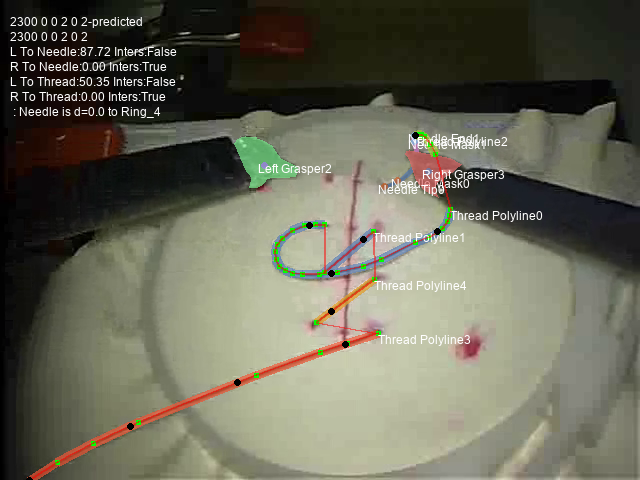 2300 0 0 2 0 2-predicted
2300 0 0 2 0 2
L To Needle:87.72 Inters:False
R To Needle:0.00 Inters:True
L To Thread:50.35 Inters:False
R To Thread:0.00 Inters:True
: Needle is d=0.0 to Ring_4
Left Grasper2
Right Grasper3
Needle Mask0
Thread Polyline0
Thread Polyline1
Thread Polyline4
Thread Polyline3